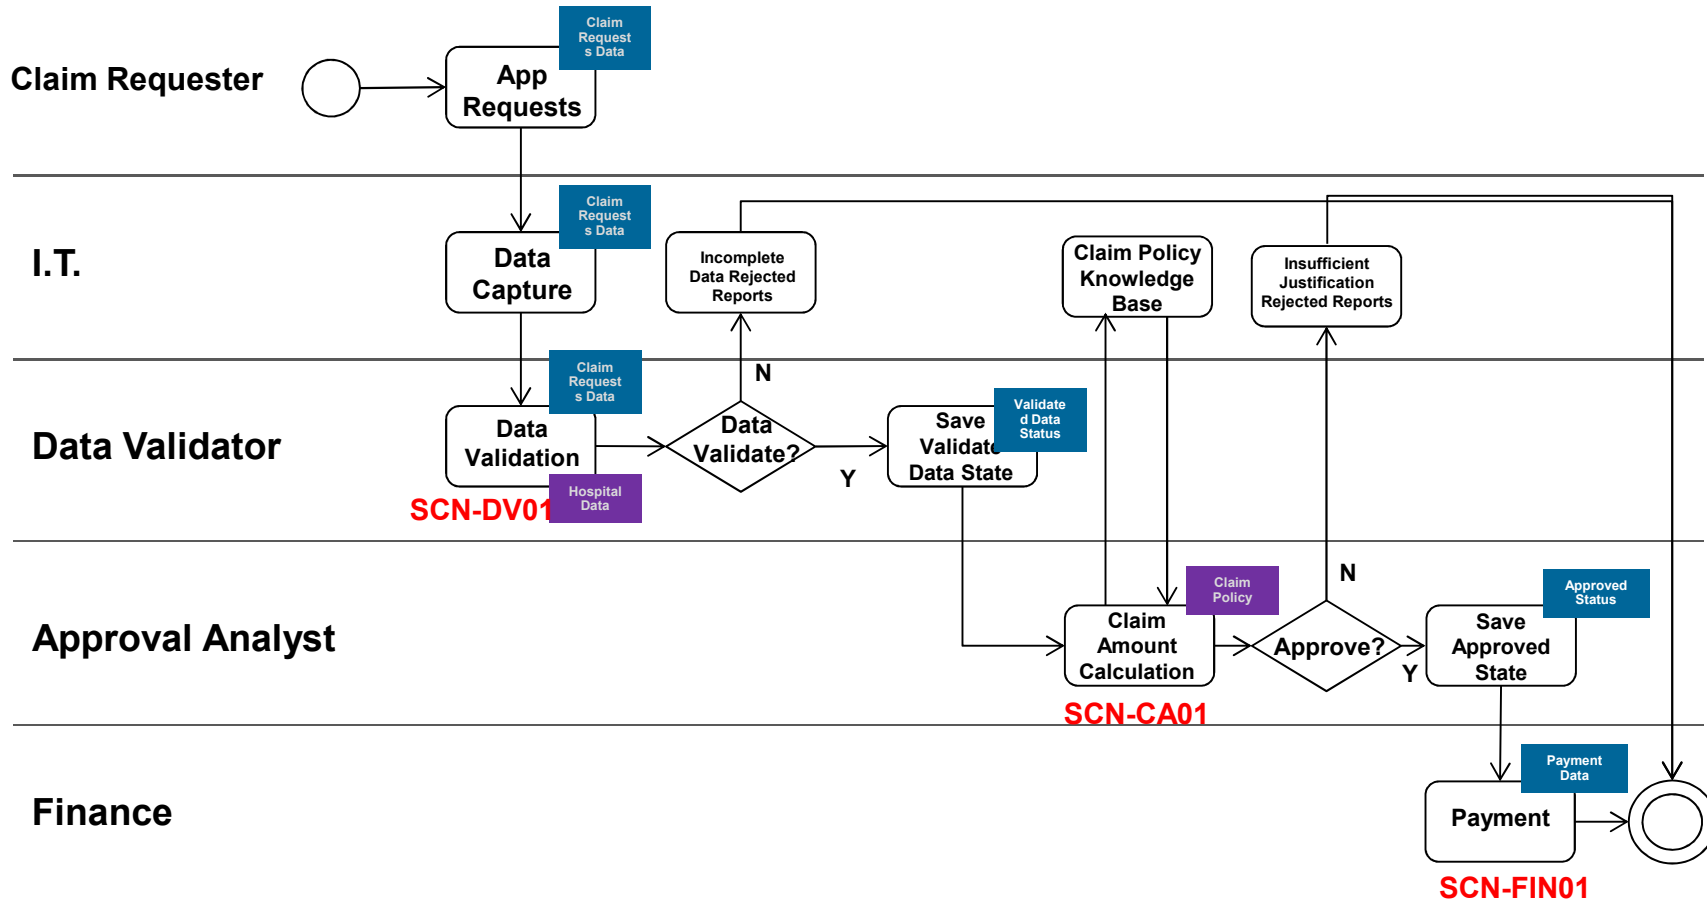 Claim
Request
s Data
Claim Requester
App
Requests
Claim
Request
s Data
I.T.
Data
Capture
Incomplete
Data Rejected
Reports
Claim Policy
Knowledge
Base
Insufficient
Justification
Rejected Reports
Claim
Request
s Data
N
Data Validator
Data
Validation
Data
Validate?
Y
Save
Validate
Data State
Validate
d Data
Status
Hospital
Data
SCN-DV01
Approval Analyst
Claim
Amount
Calculation
Claim
Policy
N
Approve?
Y
Save
Approved
State
Approved
Status
SCN-CA01
Finance
Payment
Data
Payment
SCN-FIN01